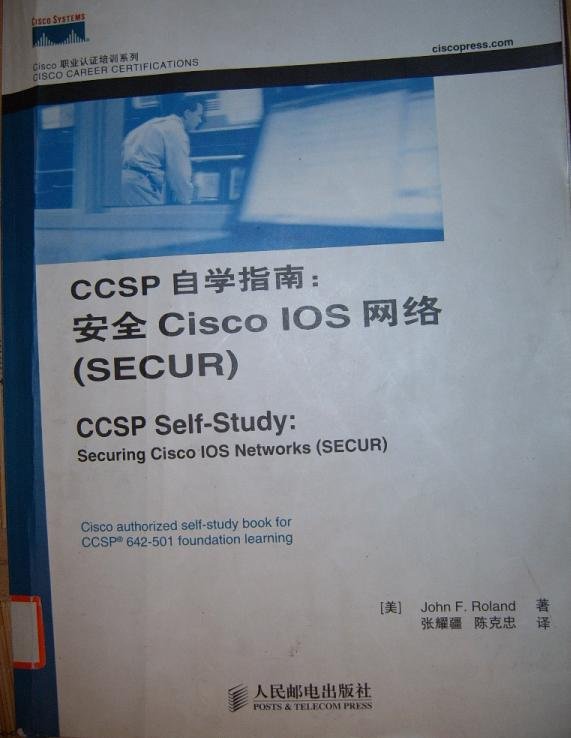 CISCO SYSTEMS
Cisco 职业认证培训系列
CISCO CAREER CERTIFICATIONS
ciscopress.com
CCSP 自学指南：
安全 Cisco IOS 网络
(SECUR)
CCSP Self-Study:
Securing Cisco IOS Networks (SECUR)
Cisco authorized self-study book for
CCSP® 642-501 foundation learning
[美] John F. Roland 著
张耀疆 陈克忠 译
人民邮电出版社
POSTS & TELECOM PRESS